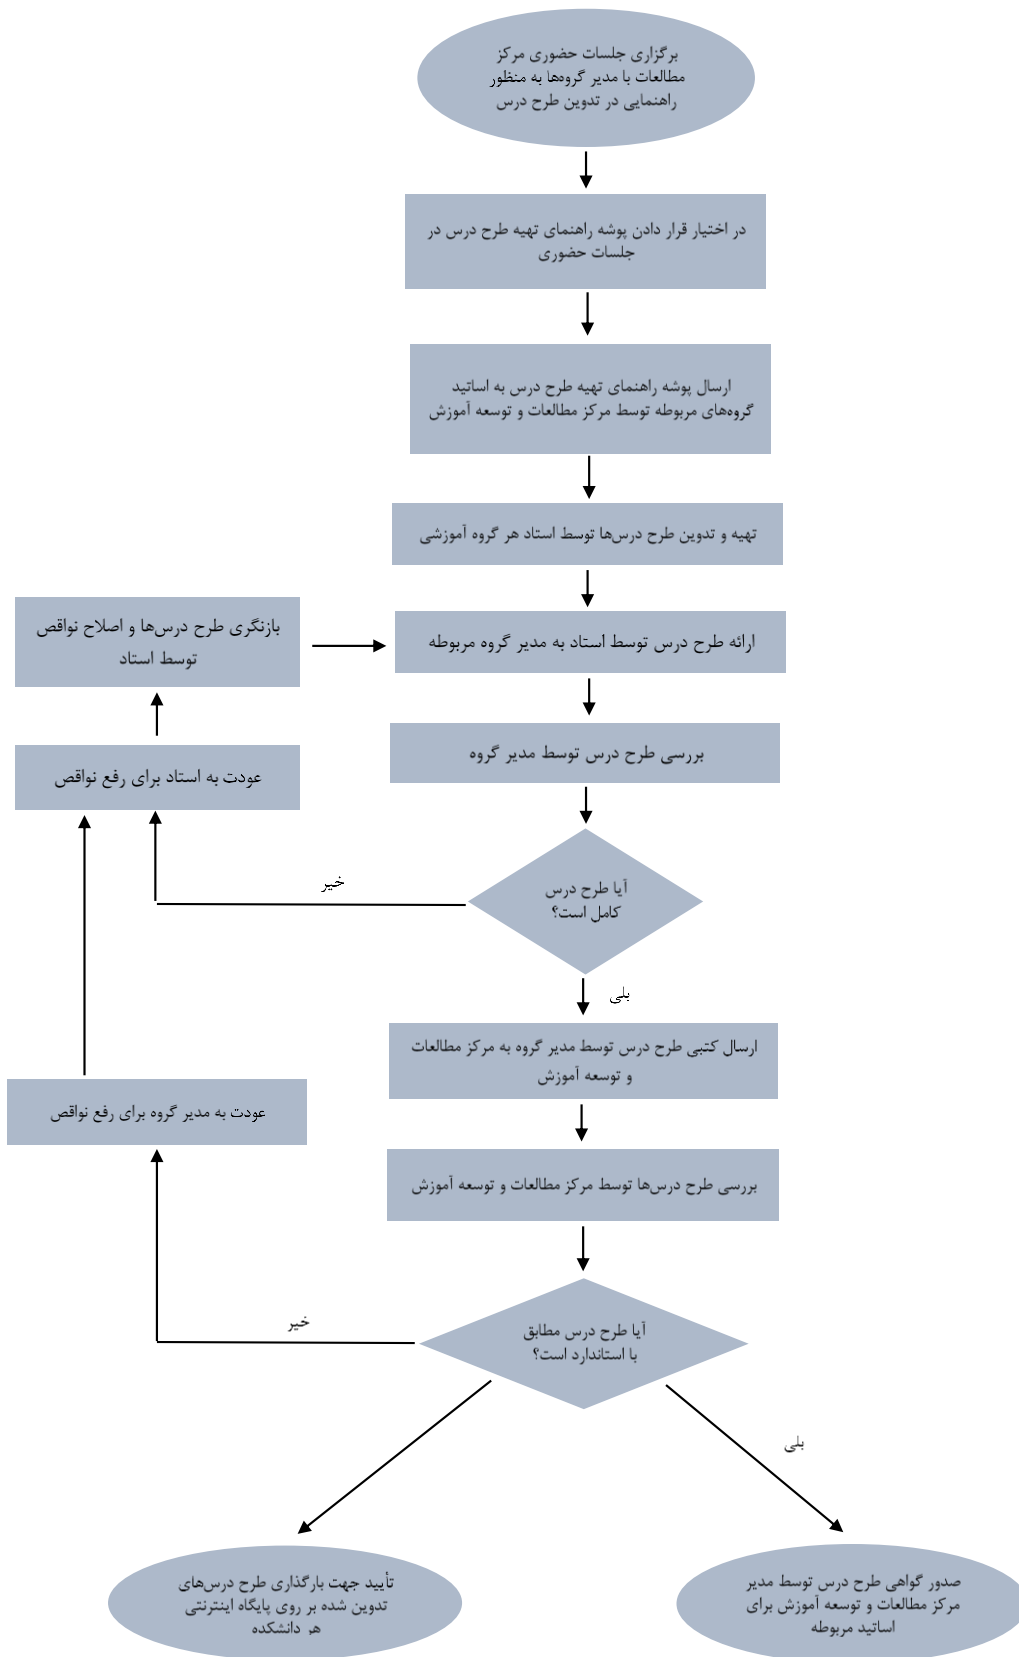 برگزاری جلسات حضوری مرکز
مطالعات با مدیر گروه‌ها به منظور
راهنمایی در تدوین طرح درس
در اختیار قرار دادن پوشه راهنمای تهیه طرح درس در
جلسات حضوری
ارسال پوشه راهنمای تهیه طرح درس به اساتید
گروه‌های مربوطه توسط مرکز مطالعات و توسعه آموزش
تهیه و تدوین طرح درس‌ها توسط استاد هر گروه آموزشی
ارائه طرح درس توسط استاد به مدیر گروه مربوطه
بازنگری طرح درس‌ها و اصلاح نواقص
توسط استاد
بررسی طرح درس توسط مدیر گروه
عودت به استاد برای رفع نواقص
آیا طرح درس
کامل است؟
خیر
بلی
ارسال کتبی طرح درس توسط مدیر گروه به مرکز مطالعات
و توسعه آموزش
عودت به مدیر گروه برای رفع نواقص
بررسی طرح درس‌ها توسط مرکز مطالعات و توسعه آموزش
آیا طرح درس مطابق
با استاندارد است؟
خیر
بلی
صدور گواهی طرح درس توسط مدیر
مرکز مطالعات و توسعه آموزش برای
اساتید مربوطه
تأیید جهت بارگذاری طرح درس‌های
تدوین شده بر روی پایگاه اینترنتی
هر دانشکده